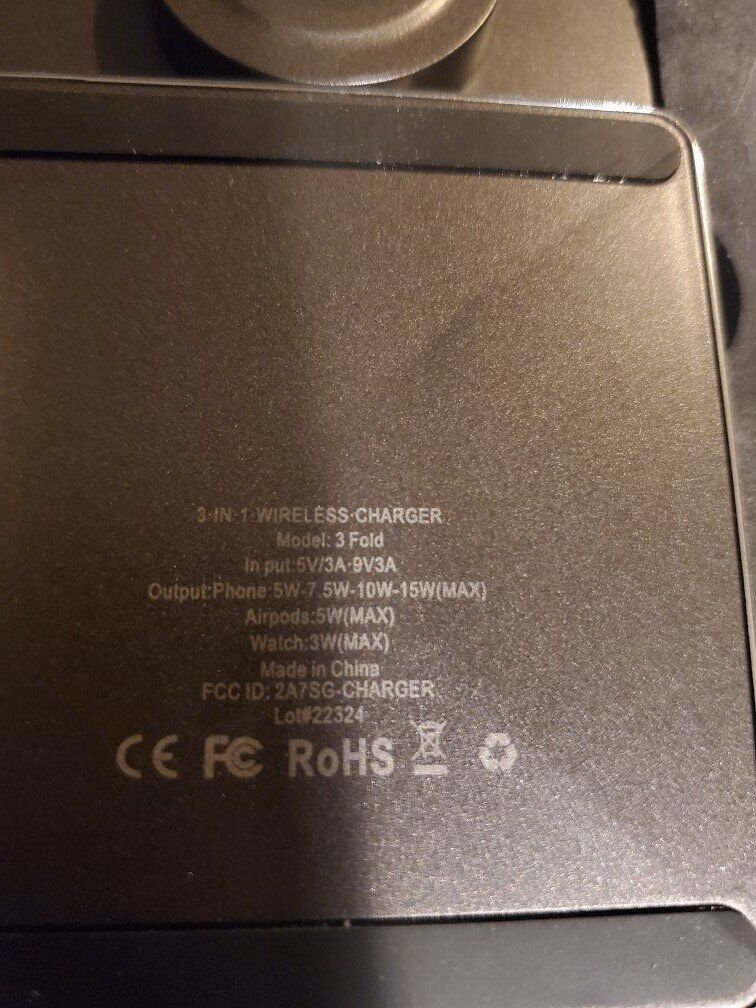 3-IN-1 WIRELESS CHARGER
Model: 3 Fold
In put:5V/3A-9V3A
Output:Phone:5W-7.5W-10W-15W(MAX)
Airpods:5W(MAX)
Watch:3W(MAX)
Made in China
FCC ID: 2A7SG-CHARGER
Lot#22324
CE FC RoHS